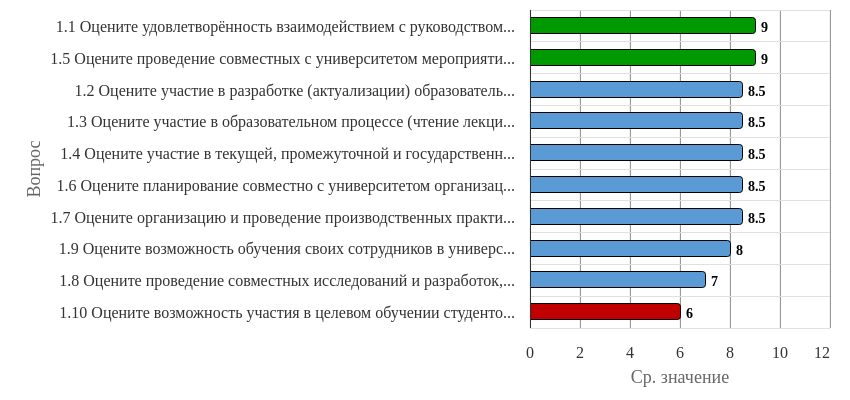 1.1 Оцените удовлетворённость взаимодействием с руководством... 9
1.5 Оцените проведение совместных с университетом мероприяти... 9
1.2 Оцените участие в разработке (актуализации) образователь... 8.5
1.3 Оцените участие в образовательном процессе (чтение лекци... 8.5
1.4 Оцените участие в текущей, промежуточной и государственн... 8.5
1.6 Оцените планирование совместно с университетом организац... 8.5
1.7 Оцените организацию и проведение производственных практи... 8.5
1.9 Оцените возможность обучения своих сотрудников в универс... 8
1.8 Оцените проведение совместных исследований и разработок,... 7
1.10 Оцените возможность участия в целевом обучении студенто... 6
Вопрос
0 2 4 6 8 10 12
Ср. значение